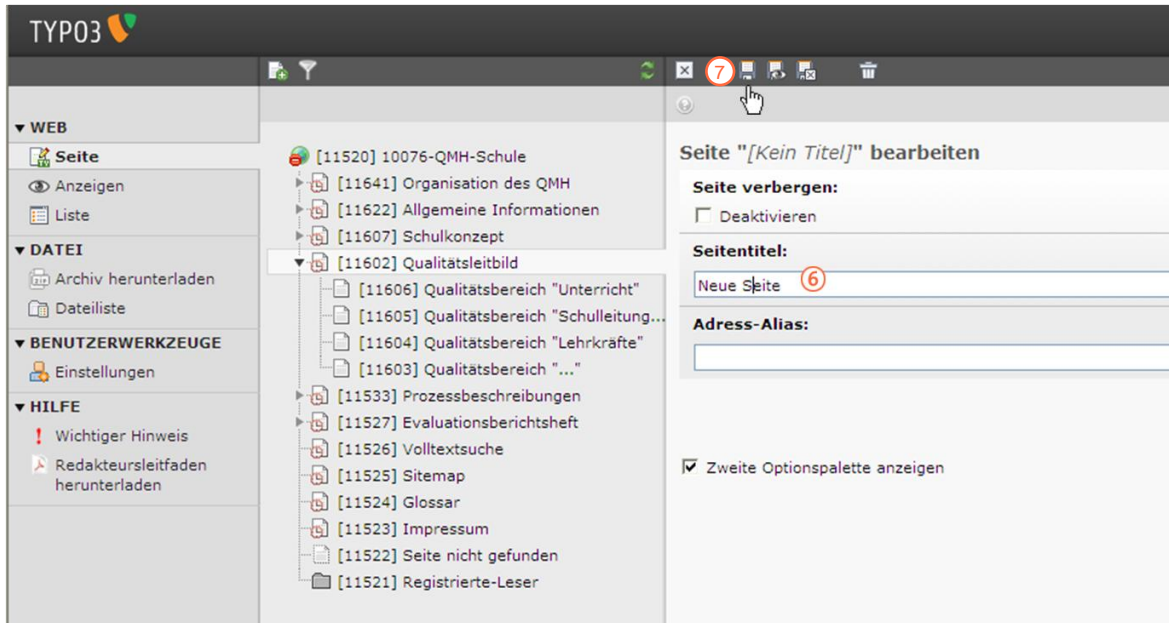 TYPO3
7
WEB
Seite
Anzeigen
Liste
DATEI
Archiv herunterladen
Dateiliste
BENUTZERWERKZEUGE
Einstellungen
HILFE
Wichtiger Hinweis
Redakteursleitfaden
herunterladen
[11520] 10076-QMH-Schule
[11641] Organisation des QMH
[11622] Allgemeine Informationen
[11607] Schulkonzept
[11602] Qualitätsleitbild
[11606] Qualitätsbereich "Unterricht"
[11605] Qualitätsbereich "Schulleitung...
[11604] Qualitätsbereich "Lehrkräfte"
[11603] Qualitätsbereich "..."
[11533] Prozessbeschreibungen
[11527] Evaluationsberichtsheft
[11526] Volltextsuche
[11525] Sitemap
[11524] Glossar
[11523] Impressum
[11522] Seite nicht gefunden
[11521] Registrierte-Leser
Seite "[Kein Titel]" bearbeiten
Seite verbergen:
Deaktivieren
Seitentitel:
Neue Seite 6
Adress-Alias:
Zweite Optionspalette anzeigen